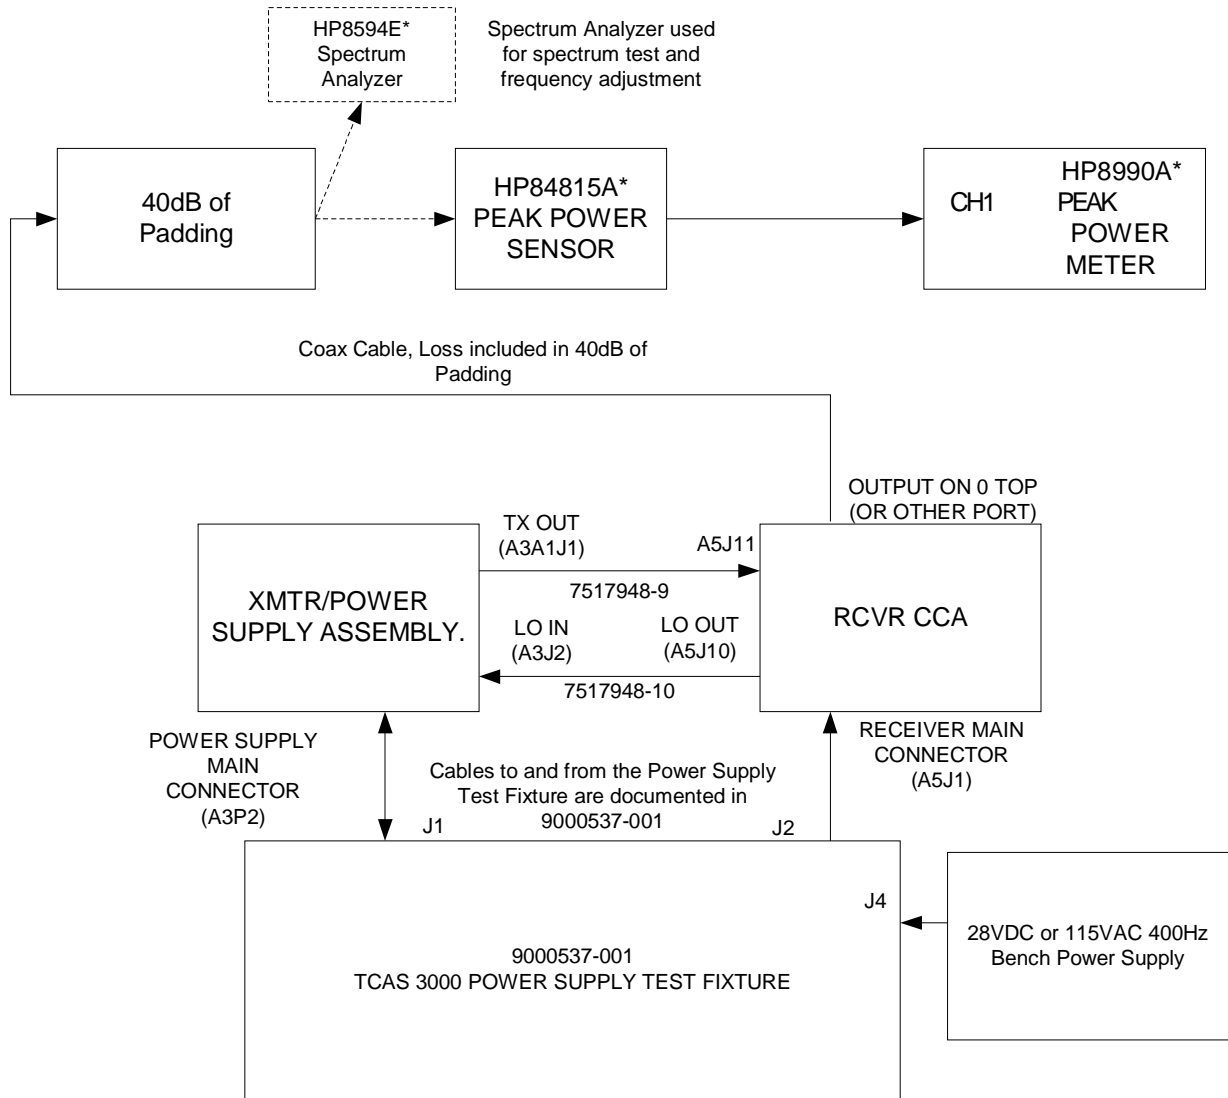 HP8594E*
Spectrum
Analyzer
Spectrum Analyzer used
for spectrum test and
frequency adjustment
40dB of
Padding
HP84815A*
PEAK POWER
SENSOR
CH1
HP8990A*
PEAK
POWER
METER
Coax Cable, Loss included in 40dB of
Padding
OUTPUT ON 0 TOP
(OR OTHER PORT)
TX OUT
(A3A1J1)
A5J11
7517948-9
XMTR/POWER
SUPPLY ASSEMBLY.
LO IN
(A3J2)
LO OUT
(A5J10)
7517948-10
RCVR CCA
POWER SUPPLY
MAIN
CONNECTOR
(A3P2)
Cables to and from the Power Supply
Test Fixture are documented in
9000537-001
RECEIVER MAIN
CONNECTOR
(A5J1)
J1
J2
J4
9000537-001
TCAS 3000 POWER SUPPLY TEST FIXTURE
28VDC or 115VAC 400Hz
Bench Power Supply